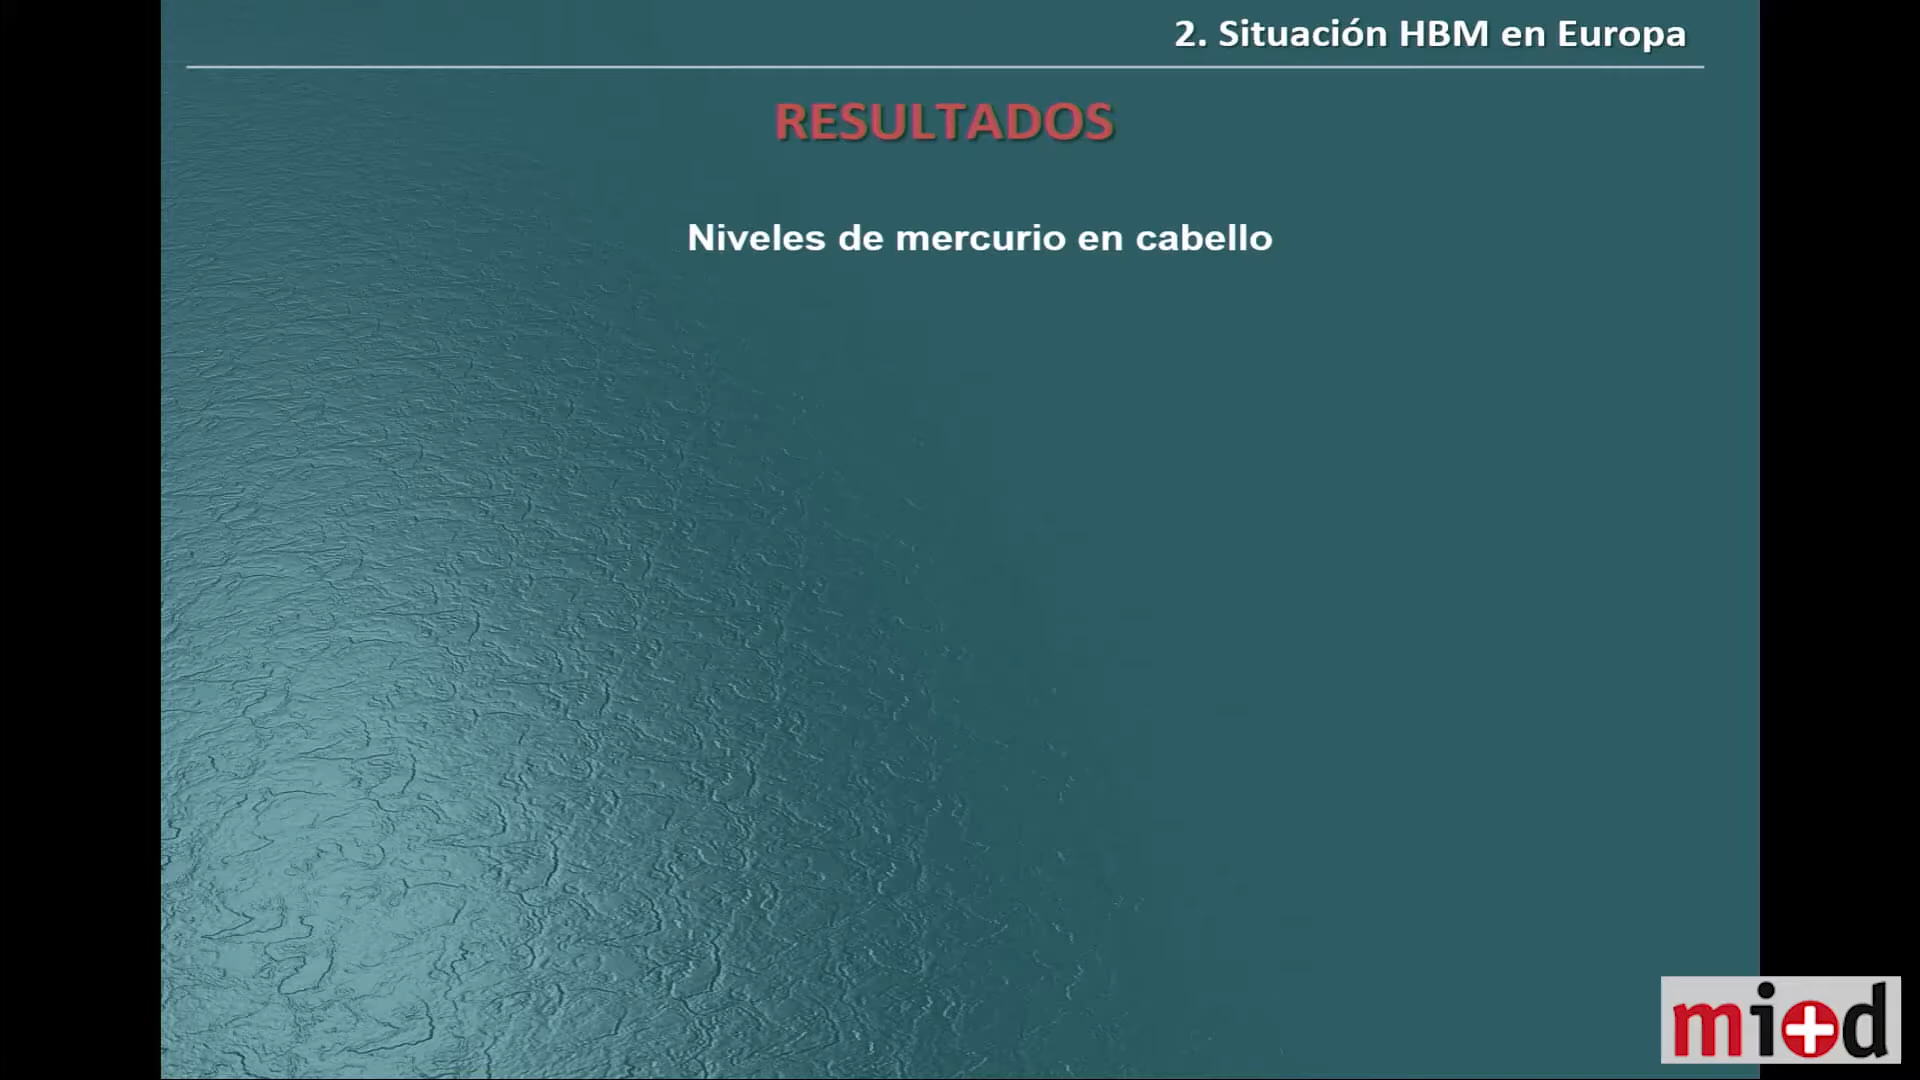 2. Situación HBM en Europa
RESULTADOS
Niveles de mercurio en cabello
mi+d